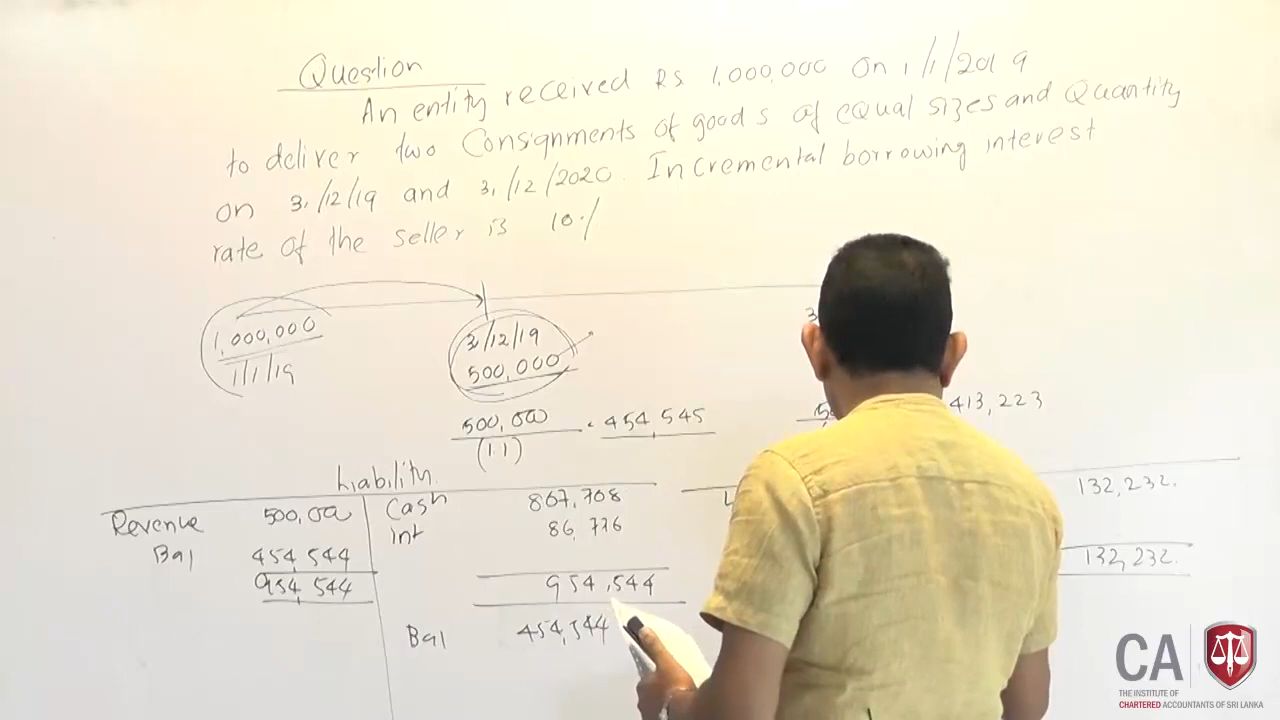 Question
An entity received Rs 1,000,000 on 1/1/2019
to deliver two Consignments of goods of equal sizes and Quantity
on 31/12/19 and 31/12/2020. Incremental borrowing interest
rate of the seller is 10%
1,000,000
1/1/19
31/12/19
500,000
500,000
(1.1)
454,545
413,223
Liability
Revenue 500,000 Cash 867,768
Bal 454,544 Int 86,776
954,544 954,544
Bal 454,544
132,232.
132,232.
CA
THE INSTITUTE OF
CHARTERED ACCOUNTANTS OF SRI LANKA